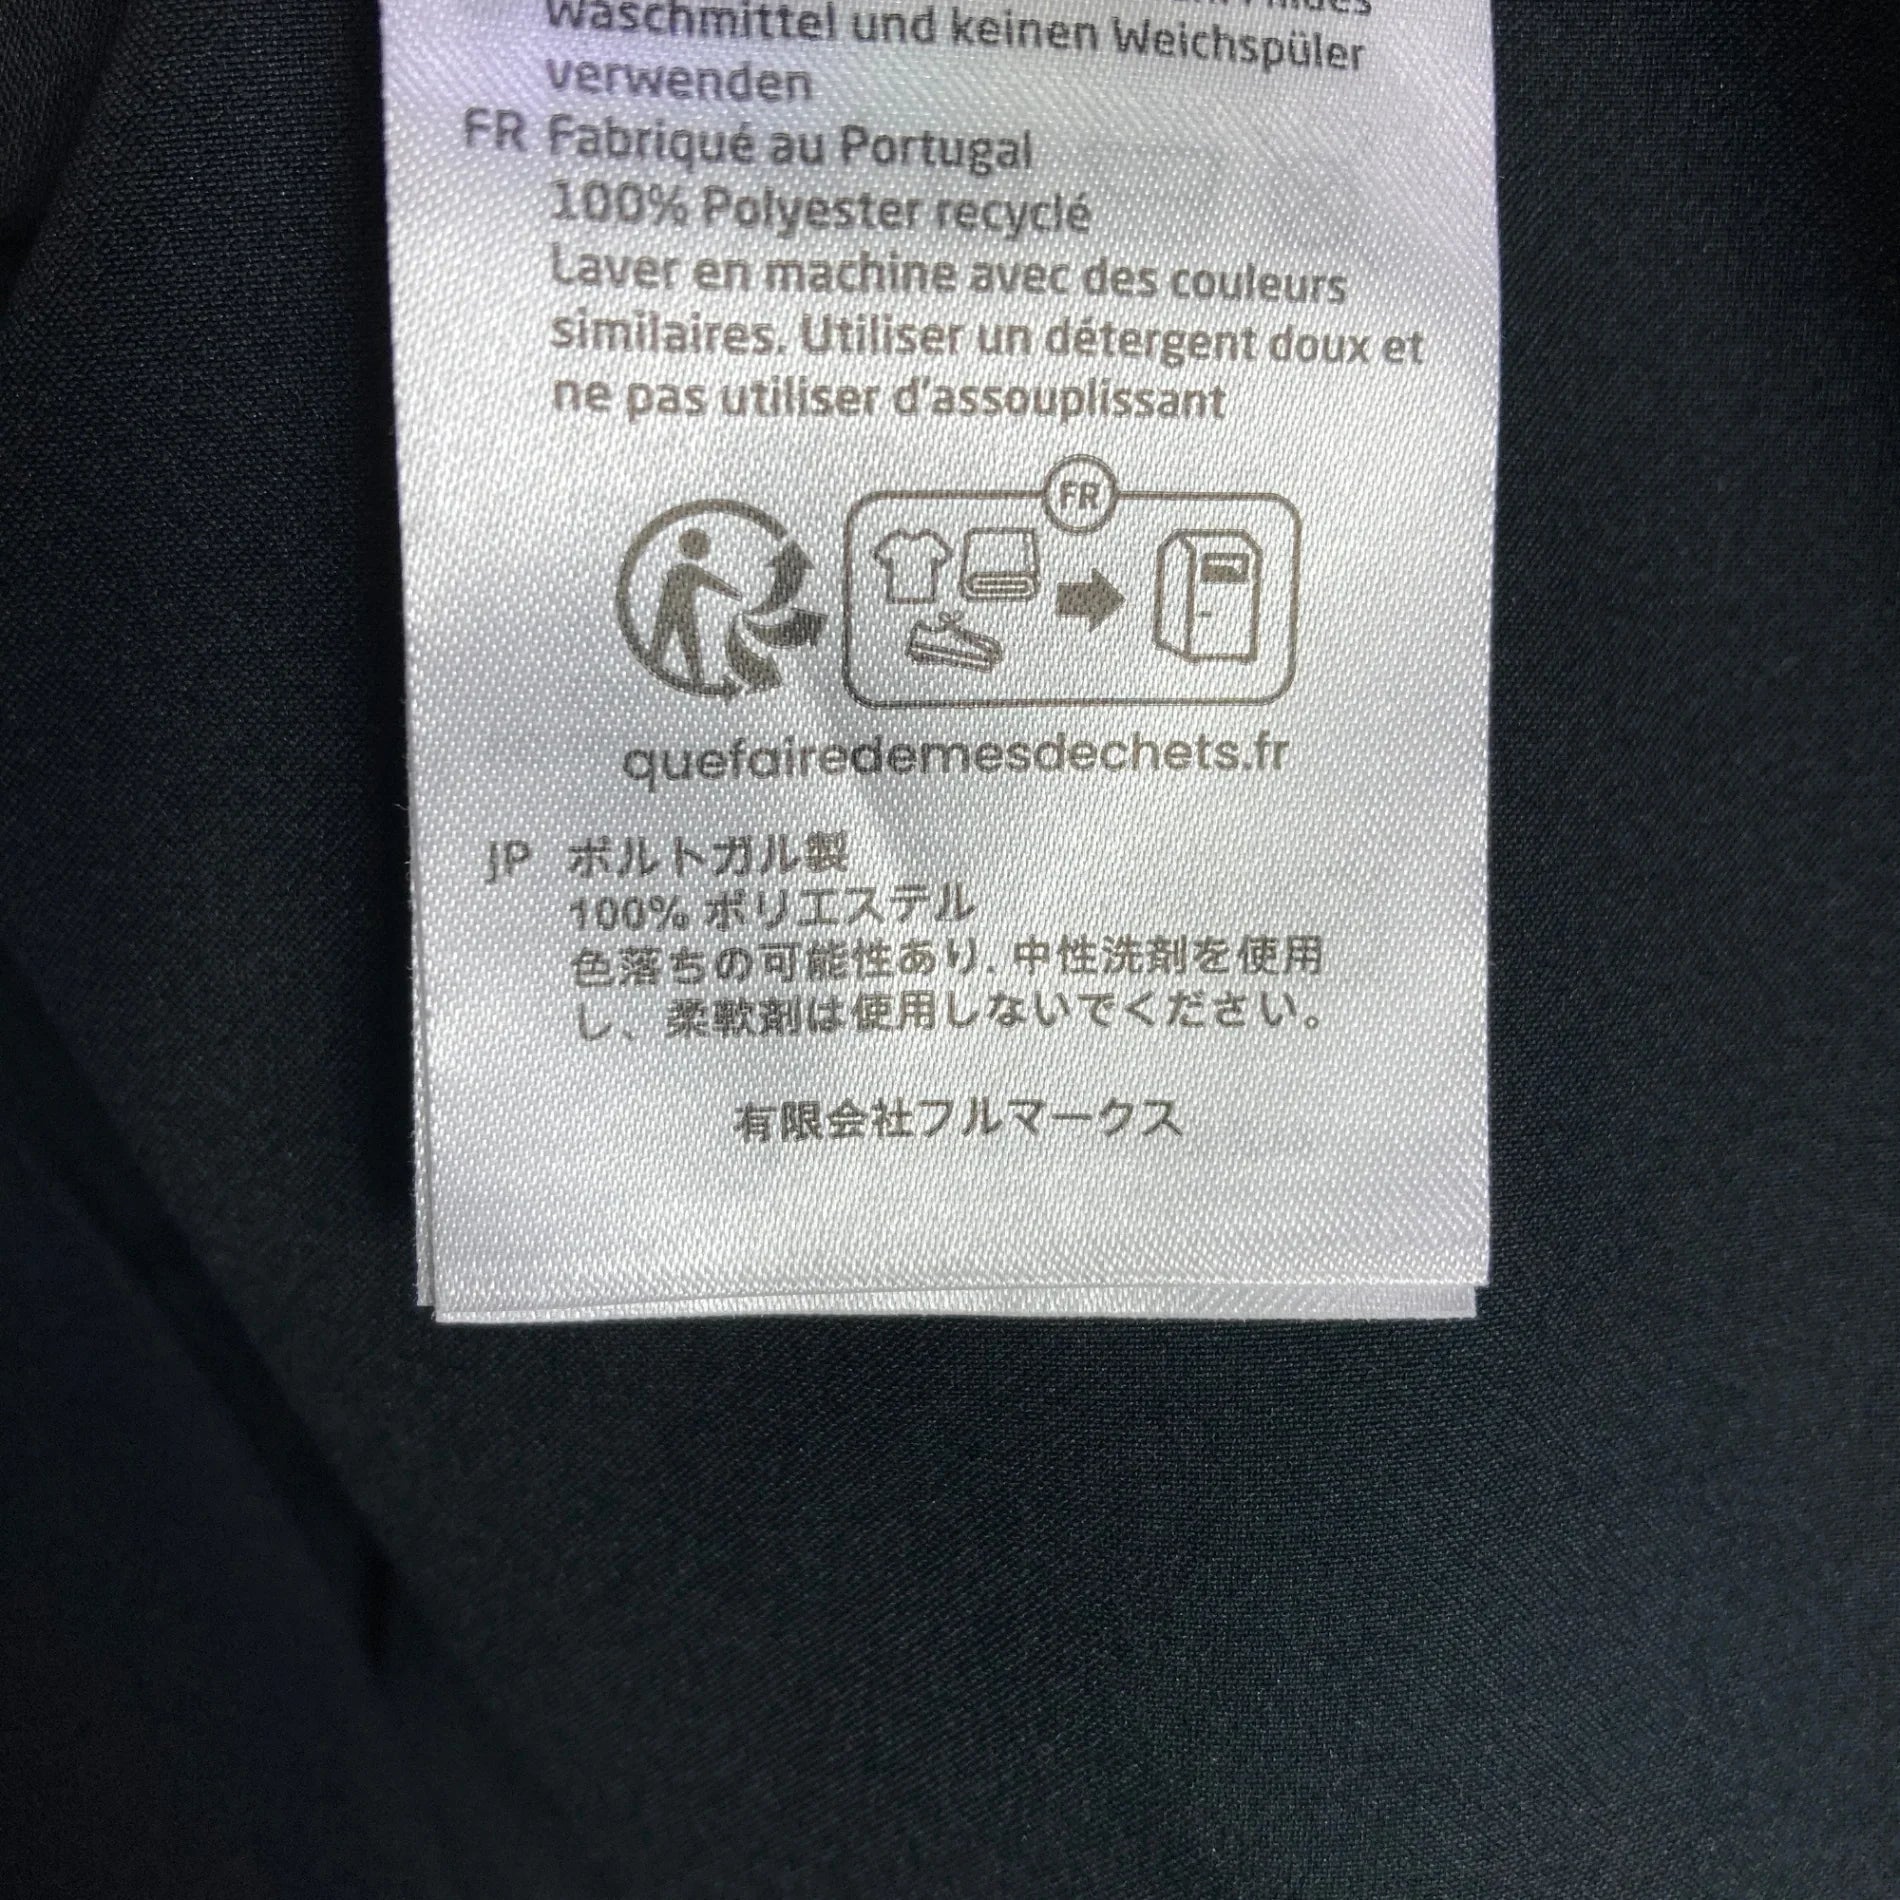 Waschmittel und keinen Weichspüler
verwenden
FR Fabriqué au Portugal
100% Polyester recyclé
Laver en machine avec des couleurs
similaires. Utiliser un détergent doux et
ne pas utiliser d'assouplissant
FR
quefairedemesdechets.fr
JP ポルトガル製
100% ポリエステル
色落ちの可能性あり. 中性洗剤を使用
し、柔軟剤は使用しないでください。
有限会社フルマークス